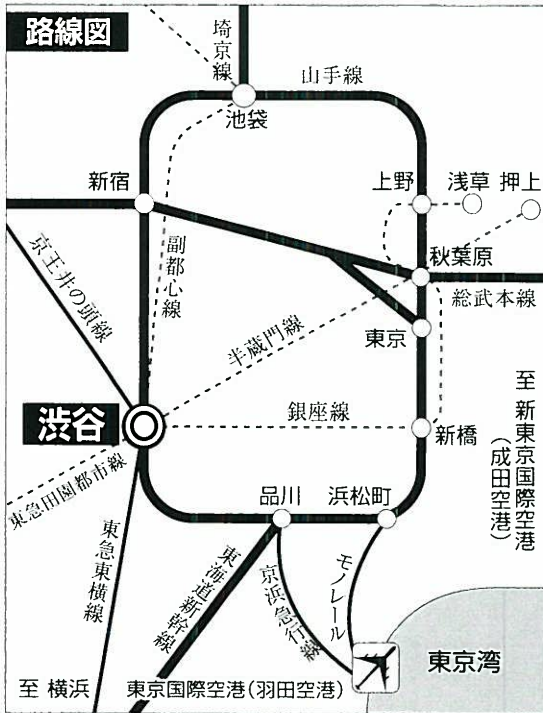 路線図
埼京線
山手線
池袋
新宿
上野
浅草
押上
副都心線
京王井の頭線
秋葉原
総武本線
半蔵門線
東京
渋谷
銀座線
新橋
至 新東京国際空港
(成田空港)
東急田園都市線
品川
浜松町
東急東横線
東海道新幹線
京浜急行線
モノレール
東京湾
至 横浜
東京国際空港(羽田空港)